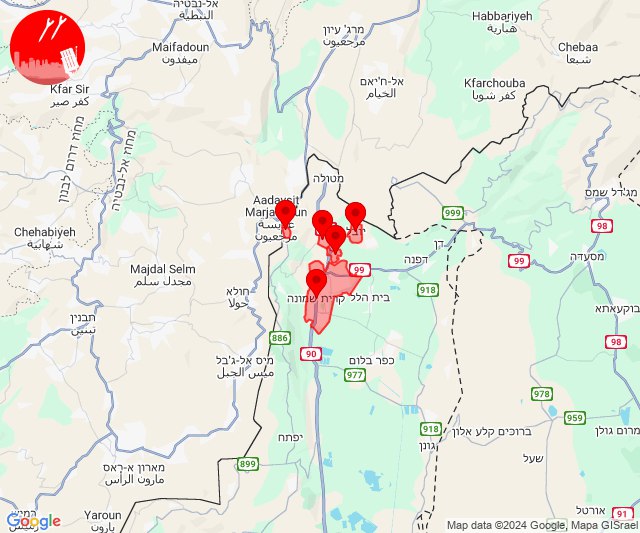 אל-נבטיה
النبطية
Maifadoun
ميفدون
מרג' עיון
مرجعيون
Habbariyeh
هبارية
Chebaa
شبعا
Kfar Sir
كفر صير
אל-ח'יאם
الخيام
Kfarchouba
كفر شوبا
מחוז דרום לבנון
מחוז אל-נבטיה
מטולה
מג'דל שמס
Aadaysit
مرجعيون
999
98
Chehabiyeh
شهابية
דן
99
מסעדה
דפנה
Majdal Selm
مجدل سلم
99
חולא
حولا
918
בית הלל
קרית שמונה
בוקעאתא
תבנין
تبنين
886
98
90
מיס אל-ג'בל
ميس الجبل
כפר בלום
977
978
959
918
ברוכים קלע אלון
מרום גולן
יפתח
גונן
שעל
899
מארון א-ראס
مارون الراس
98
Yaroun
يارون
אורטל
91
Google
Map data ©2024 Google, Mapa GISrael